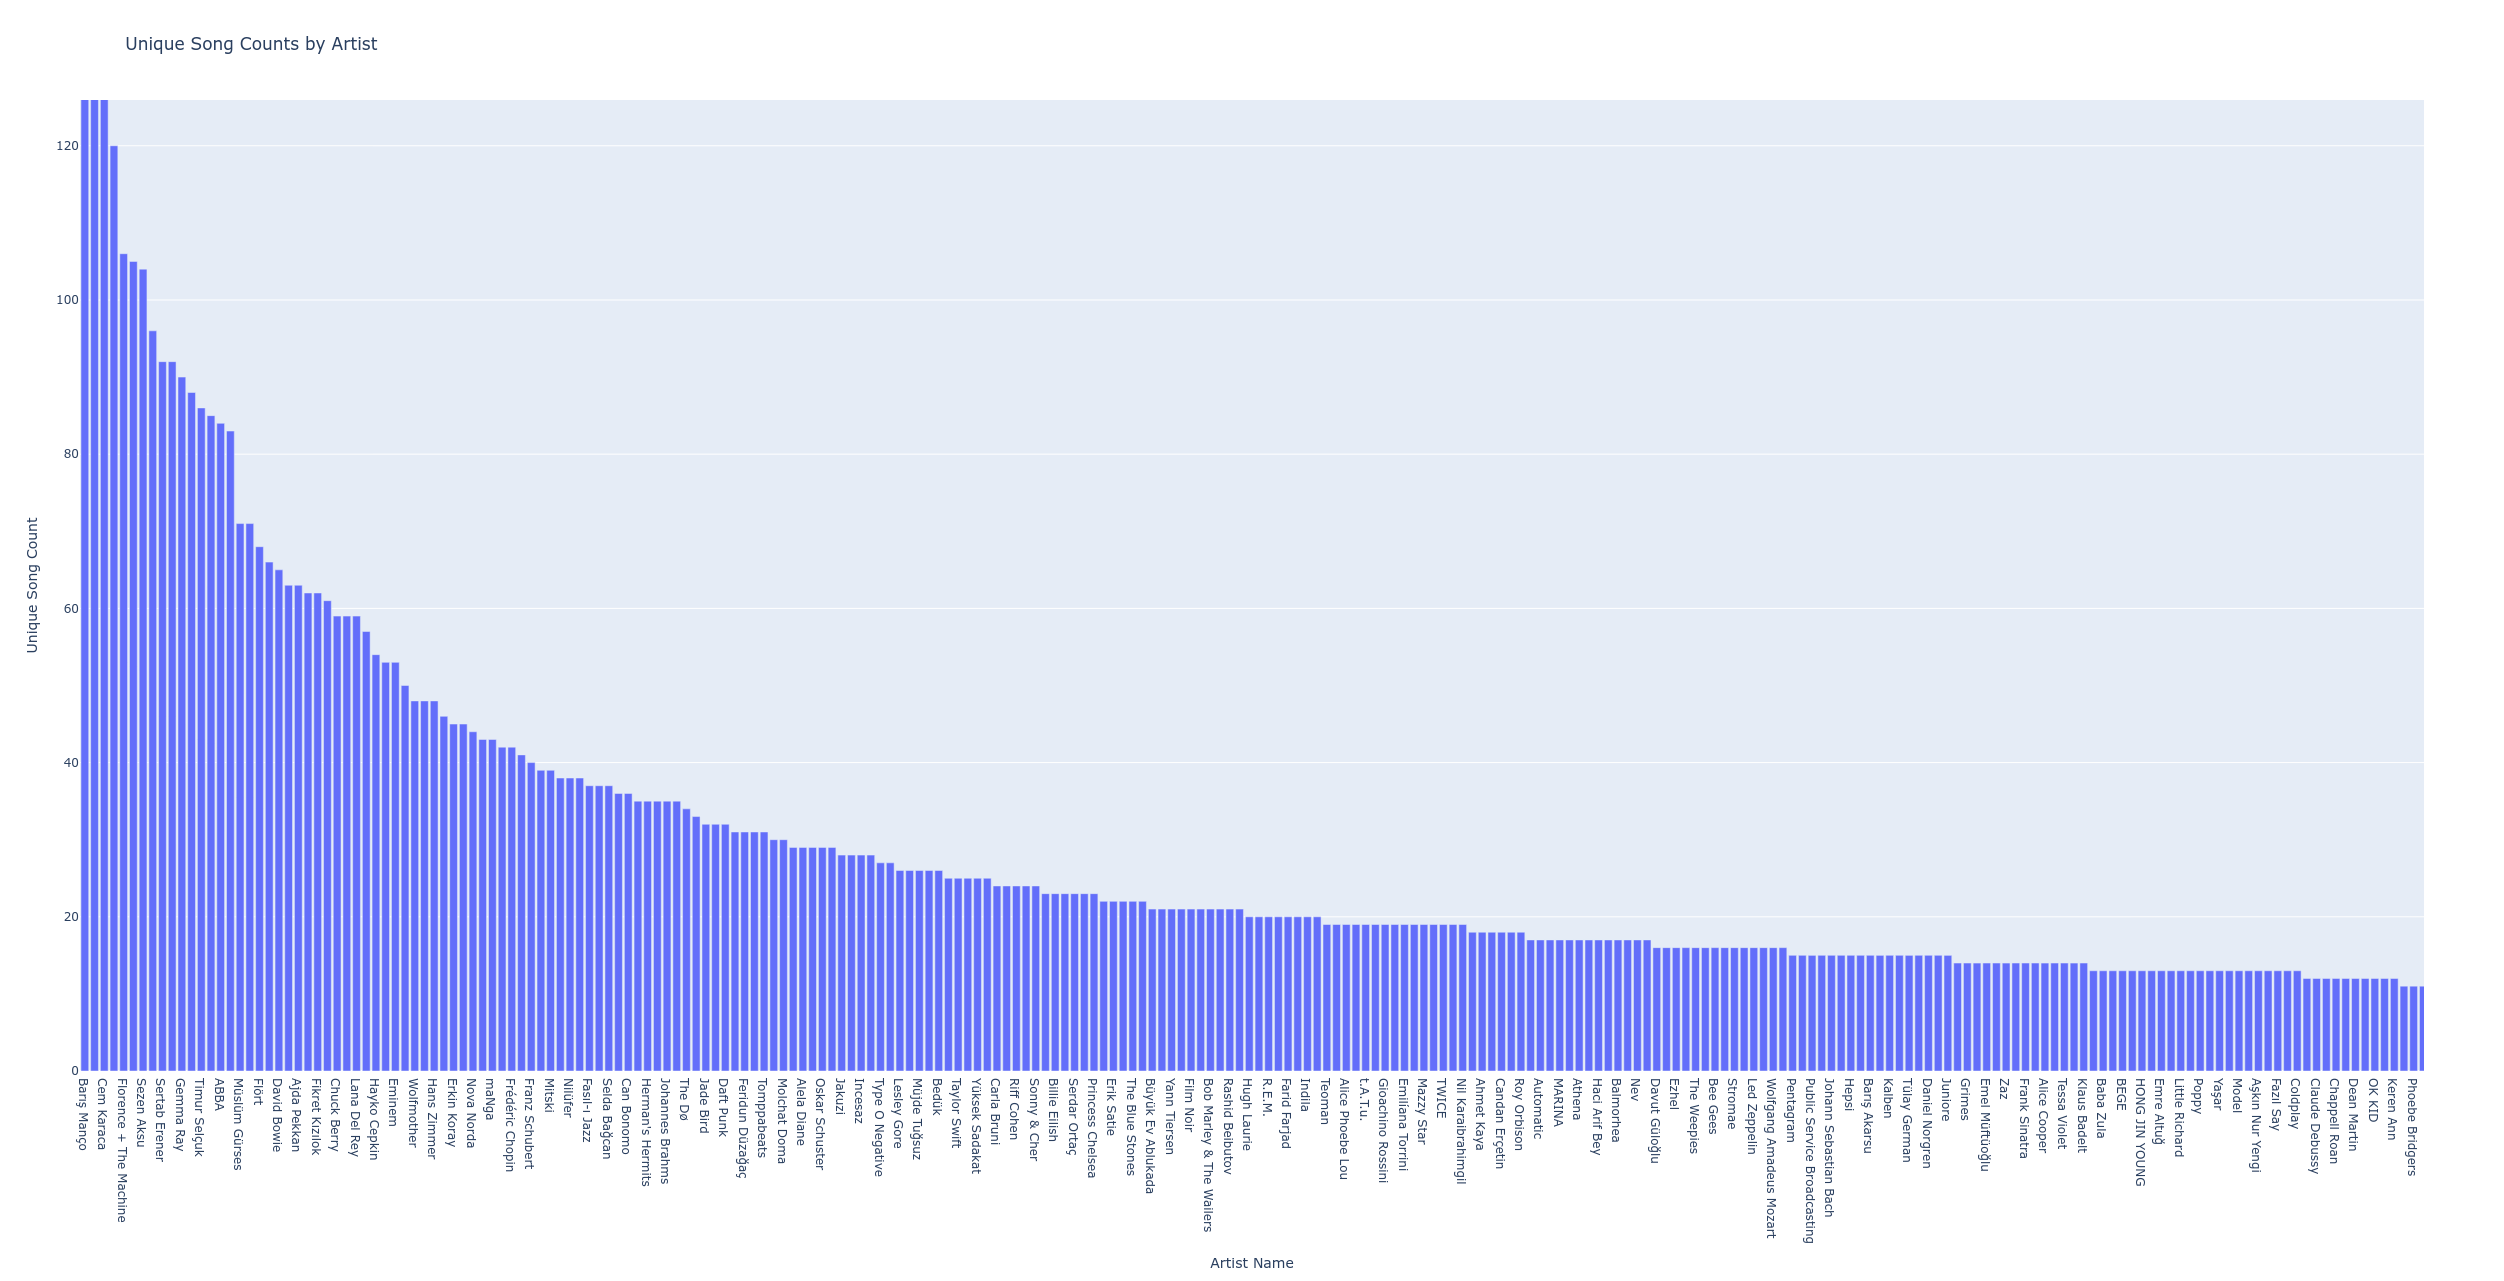 Unique Song Counts by Artist
120
100
80
60
40
20
0
Unique Song Count
Barış Manço
Cem Karaca
Florence + The Machine
Sezen Aksu
Sertab Erener
Gemma Ray
Timur Selçuk
ABBA
Müslüm Gürses
Flört
David Bowie
Ajda Pekkan
Fikret Kızılok
Chuck Berry
Lana Del Rey
Hayko Cepkin
Eminem
Wolfmother
Hans Zimmer
Erkin Koray
Nova Norda
maNga
Frédéric Chopin
Franz Schubert
Mitski
Nilüfer
Fasıl-ı Jazz
Selda Bağcan
Can Bonomo
Herman's Hermits
Johannes Brahms
The Dø
Jade Bird
Daft Punk
Feridun Düzağaç
Tomppabeats
Molchat Doma
Alela Diane
Oskar Schuster
Jakuzi
Incesaz
Type O Negative
Lesley Gore
Müjde Tuğsuz
Bedük
Taylor Swift
Yüksek Sadakat
Carla Bruni
Riff Cohen
Sonny & Cher
Billie Eilish
Serdar Ortaç
Princess Chelsea
Erik Satie
The Blue Stones
Büyük Ev Ablukada
Yann Tiersen
Film Noir
Bob Marley & The Wailers
Rashid Beibutov
Hugh Laurie
R.E.M.
Farid Farjad
Indila
Teoman
Alice Phoebe Lou
t.A.T.u.
Gioachino Rossini
Emiliana Torrini
Mazzy Star
TWICE
Nil Karaibrahimgil
Ahmet Kaya
Candan Erçetin
Roy Orbison
Automatic
MARINA
Athena
Haci Arif Bey
Balmorhea
Nev
Davut Güloğlu
Ezhel
The Weepies
Bee Gees
Stromae
Led Zeppelin
Wolfgang Amadeus Mozart
Pentagram
Public Service Broadcasting
Johann Sebastian Bach
Hepsi
Barış Akarsu
Kalben
Tülay German
Daniel Norgren
Juniore
Grimes
Emel Müftüoğlu
Zaz
Frank Sinatra
Alice Cooper
Tessa Violet
Klaus Badelt
Baba Zula
BEGE
HONG JIN YOUNG
Emre Altuğ
Little Richard
Poppy
Yaşar
Model
Aşkın Nur Yengi
Fazıl Say
Coldplay
Claude Debussy
Chappell Roan
Dean Martin
OK KID
Keren Ann
Phoebe Bridgers
Artist Name